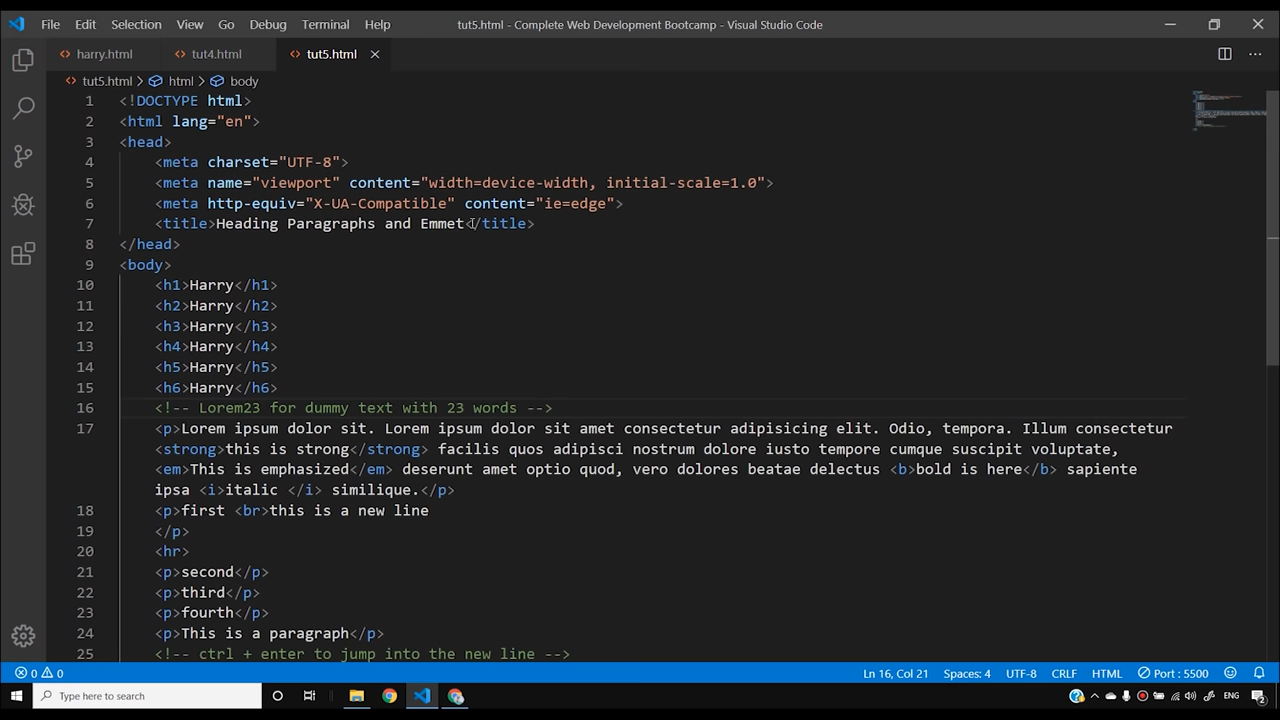 File Edit Selection View Go Debug Terminal Help tut5.html - Complete Web Development Bootcamp - Visual Studio Code
harry.html tut4.html tut5.html
tut5.html > html > body
1 <!DOCTYPE html>
2 <html lang="en">
3 <head>
4 <meta charset="UTF-8">
5 <meta name="viewport" content="width=device-width, initial-scale=1.0">
6 <meta http-equiv="X-UA-Compatible" content="ie=edge">
7 <title>Heading Paragraphs and Emmet</title>
8 </head>
9 <body>
10 <h1>Harry</h1>
11 <h2>Harry</h2>
12 <h3>Harry</h3>
13 <h4>Harry</h4>
14 <h5>Harry</h5>
15 <h6>Harry</h6>
16 <!-- Lorem23 for dummy text with 23 words -->
17 <p>Lorem ipsum dolor sit. Lorem ipsum dolor sit amet consectetur adipisicing elit. Odio, tempora. Illum consectetur
<strong>this is strong</strong> facilis quos adipisci nostrum dolore iusto tempore cumque suscipit voluptate,
<em>This is emphasized</em> deserunt amet optio quod, vero dolores beatae delectus <b>bold is here</b> sapiente
ipsa <i>italic </i> similique.</p>
18 <p>first <br>this is a new line
19 </p>
20 <hr>
21 <p>second</p>
22 <p>third</p>
23 <p>fourth</p>
24 <p>This is a paragraph</p>
25 <!-- ctrl + enter to jump into the new line -->
0 0 Ln 16, Col 21 Spaces: 4 UTF-8 CRLF HTML Port : 5500
Type here to search ENG 2